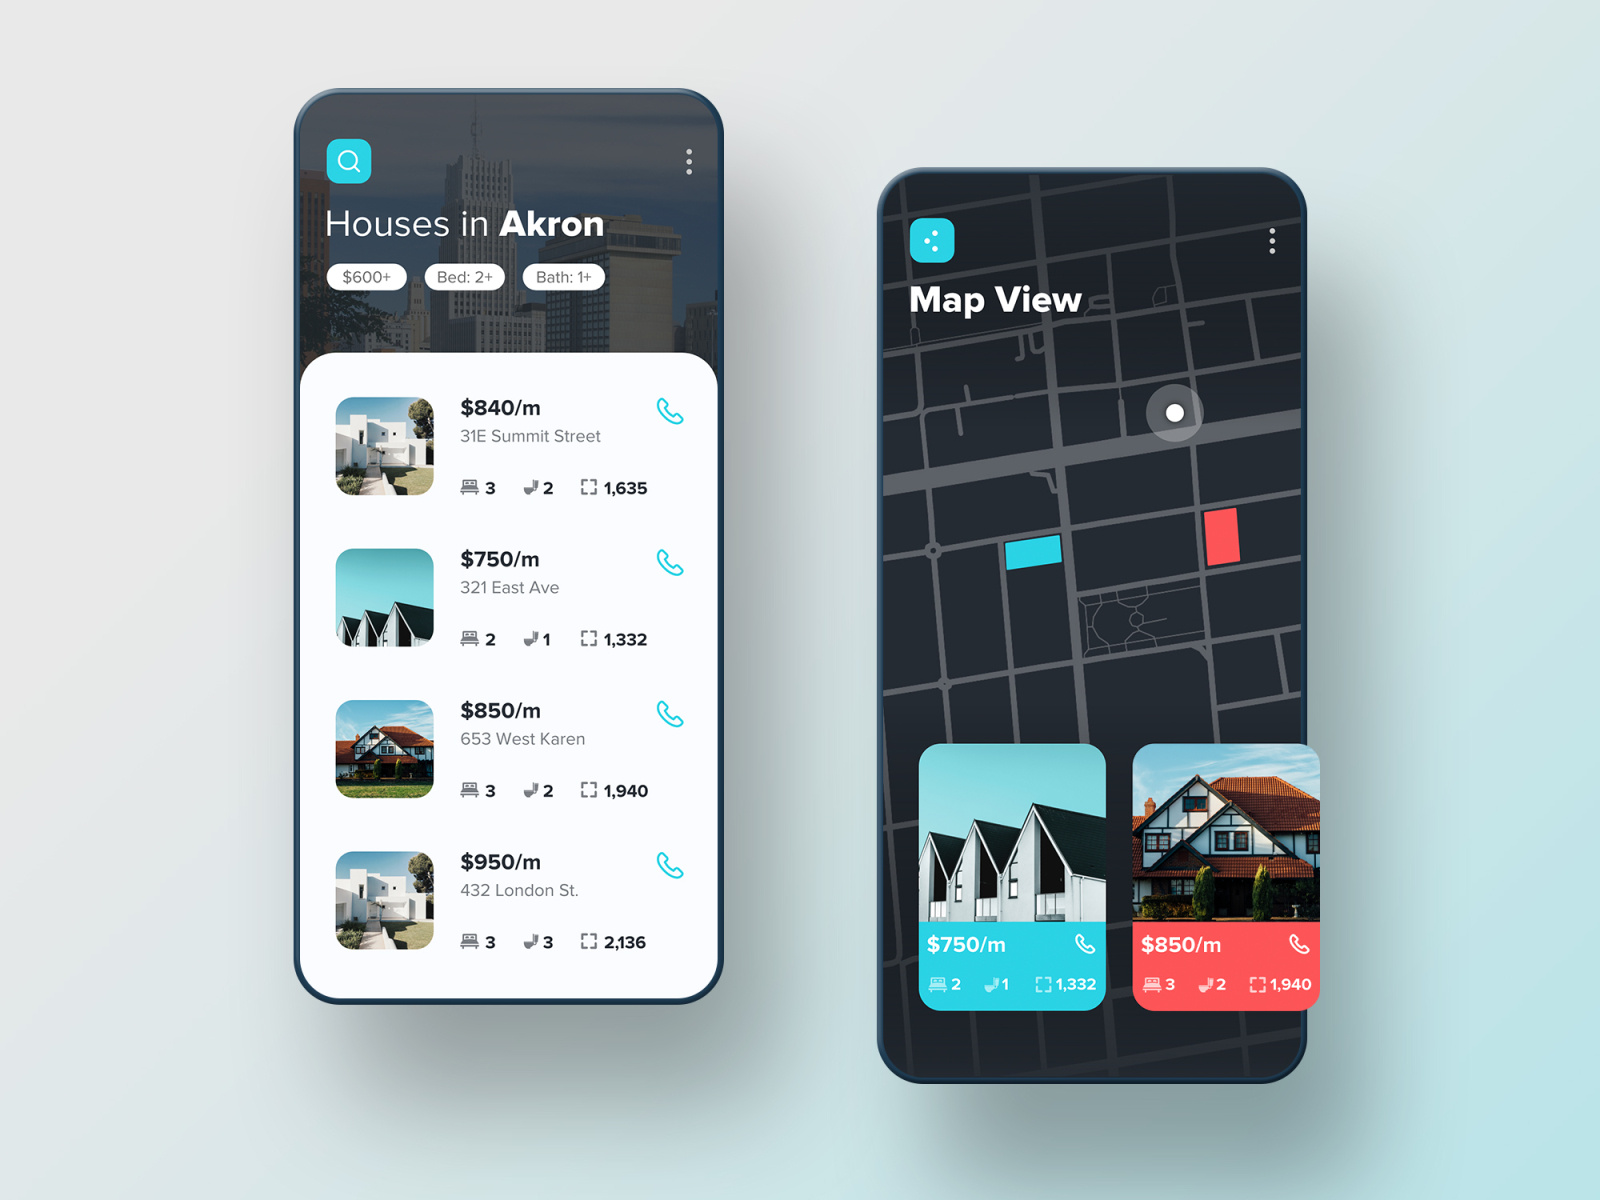 Houses in Akron
$600+ Bed: 2+ Bath: 1+
$840/m
31E Summit Street
3 2 1,635
$750/m
321 East Ave
2 1 1,332
$850/m
653 West Karen
3 2 1,940
$950/m
432 London St.
3 3 2,136
Map View
$750/m
2 1 1,332
$850/m
3 2 1,940